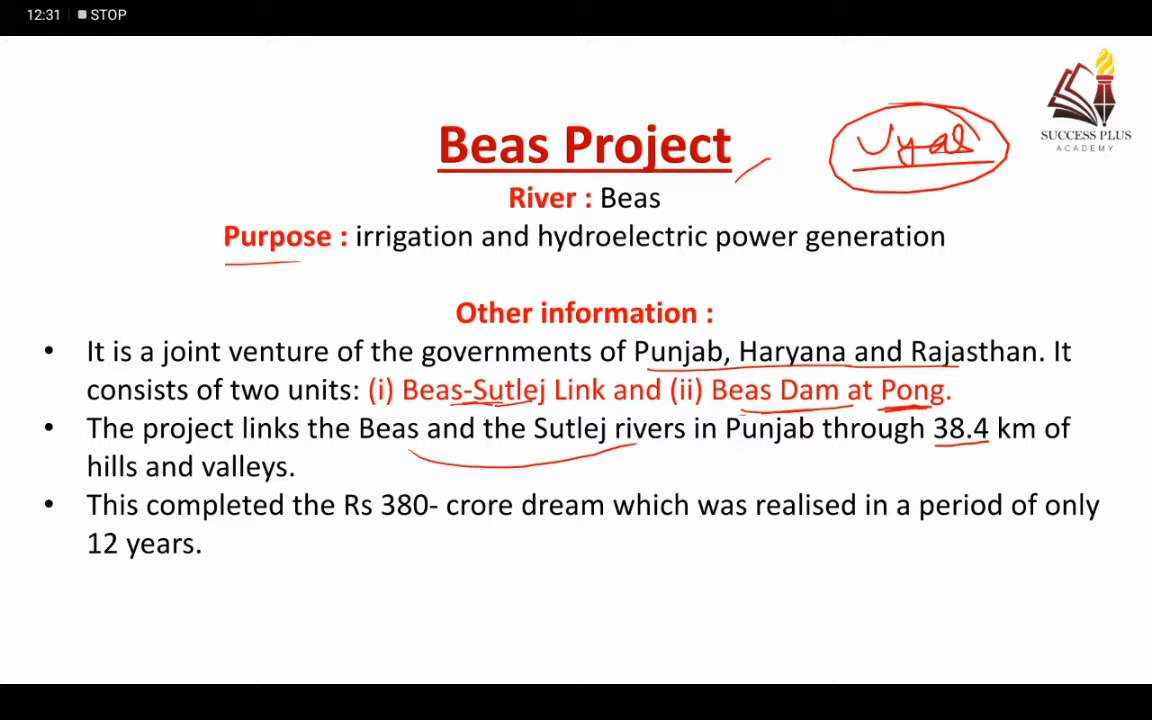 12:31 STOP
SUCCESS PLUS
ACADEMY
Beas Project
Vyas
River : Beas
Purpose : irrigation and hydroelectric power generation
Other information :
• It is a joint venture of the governments of Punjab, Haryana and Rajasthan. It
consists of two units: (i) Beas-Sutlej Link and (ii) Beas Dam at Pong.
• The project links the Beas and the Sutlej rivers in Punjab through 38.4 km of
hills and valleys.
• This completed the Rs 380- crore dream which was realised in a period of only
12 years.